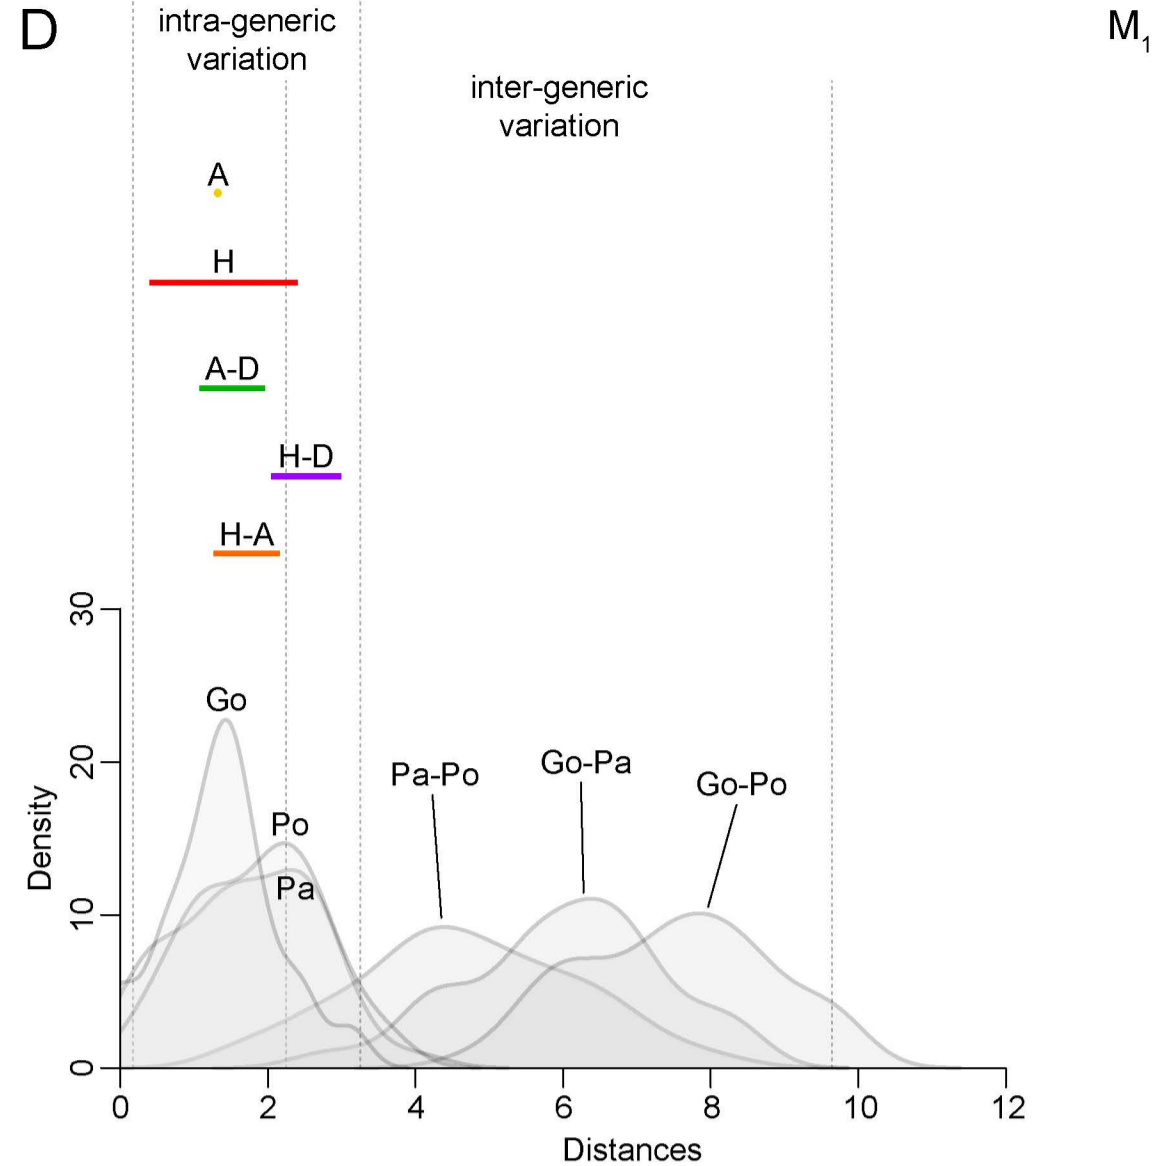 D
intra-generic
variation
M1
inter-generic
variation
A
H
A-D
H-D
H-A
30
20
10
0
Density
Go
Po
Pa
Pa-Po
Go-Pa
Go-Po
0 2 4 6 8 10 12
Distances